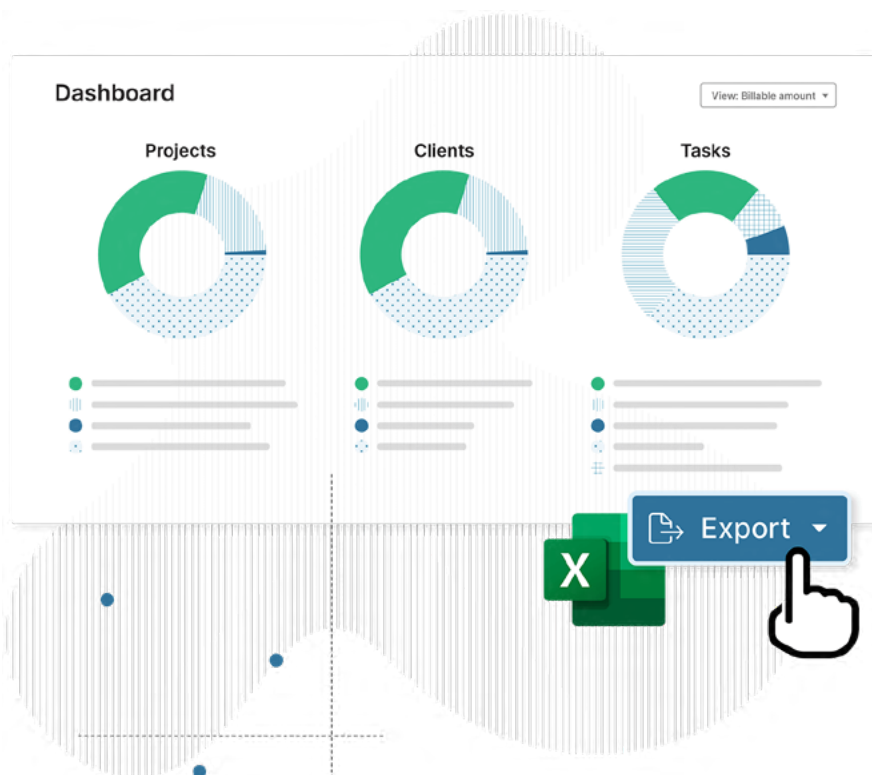 Dashboard
View: Billable amount
Projects
Clients
Tasks
Export
X